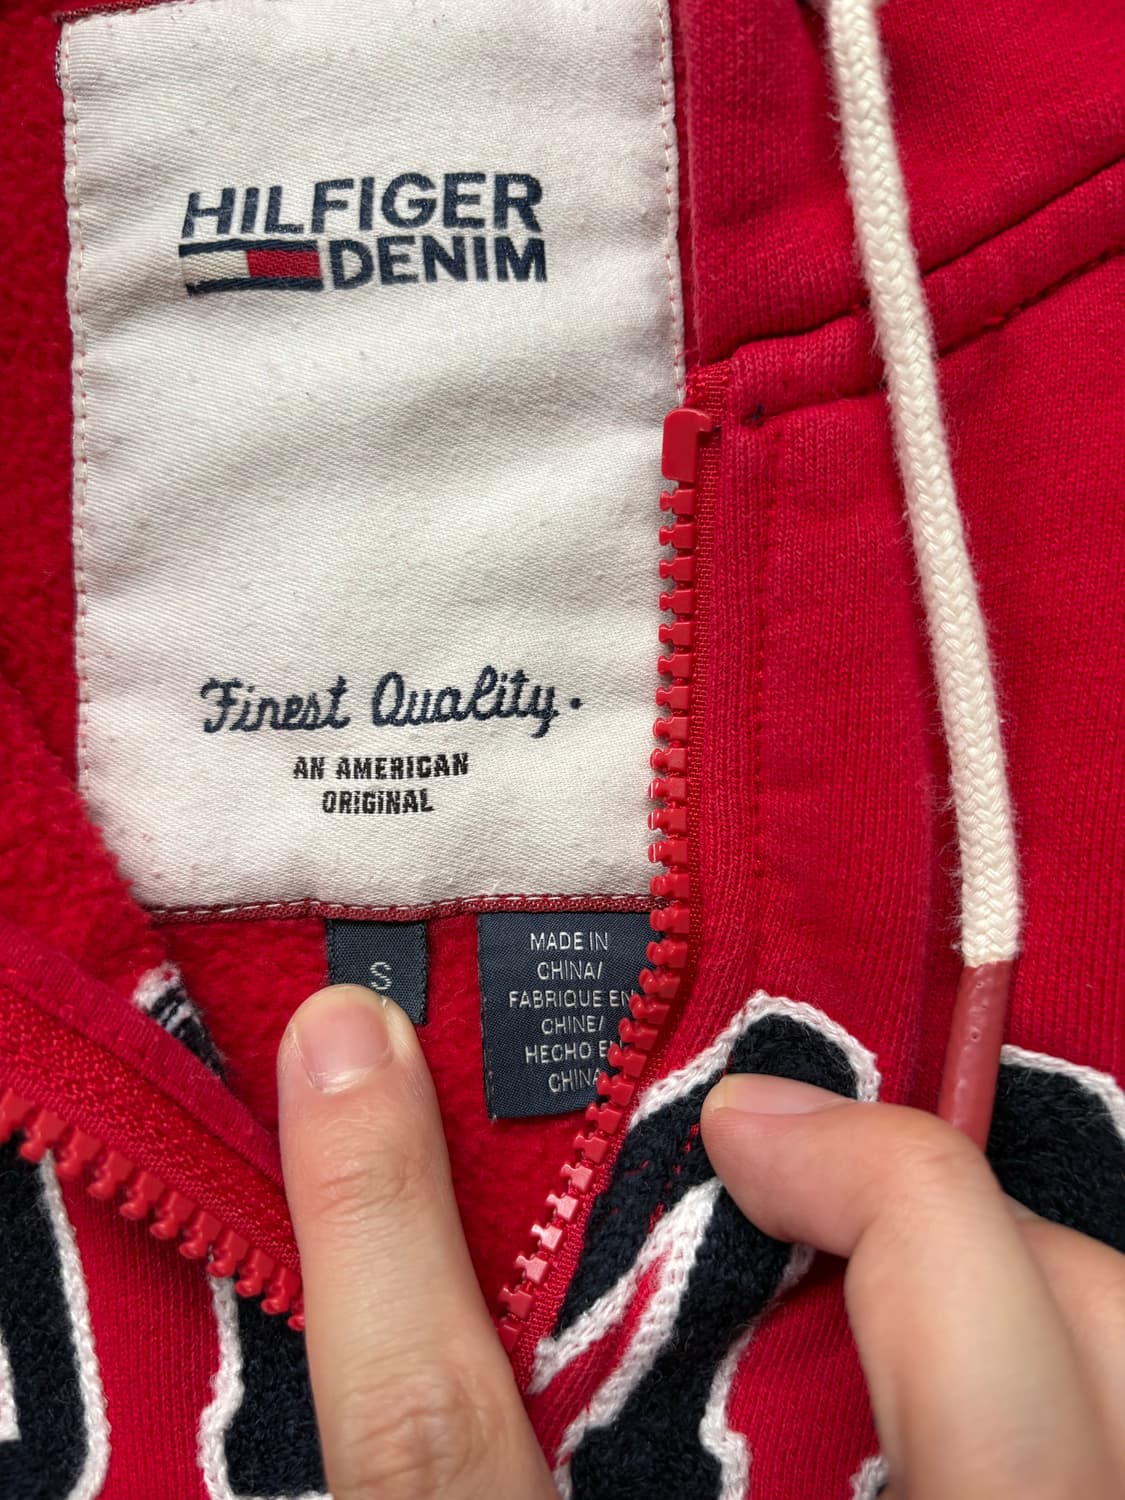 HILFIGER
DENIM
Finest Quality.
AN AMERICAN
ORIGINAL
S
MADE IN
CHINA/
FABRIQUE EN
CHINE/
HECHO EN
CHINA